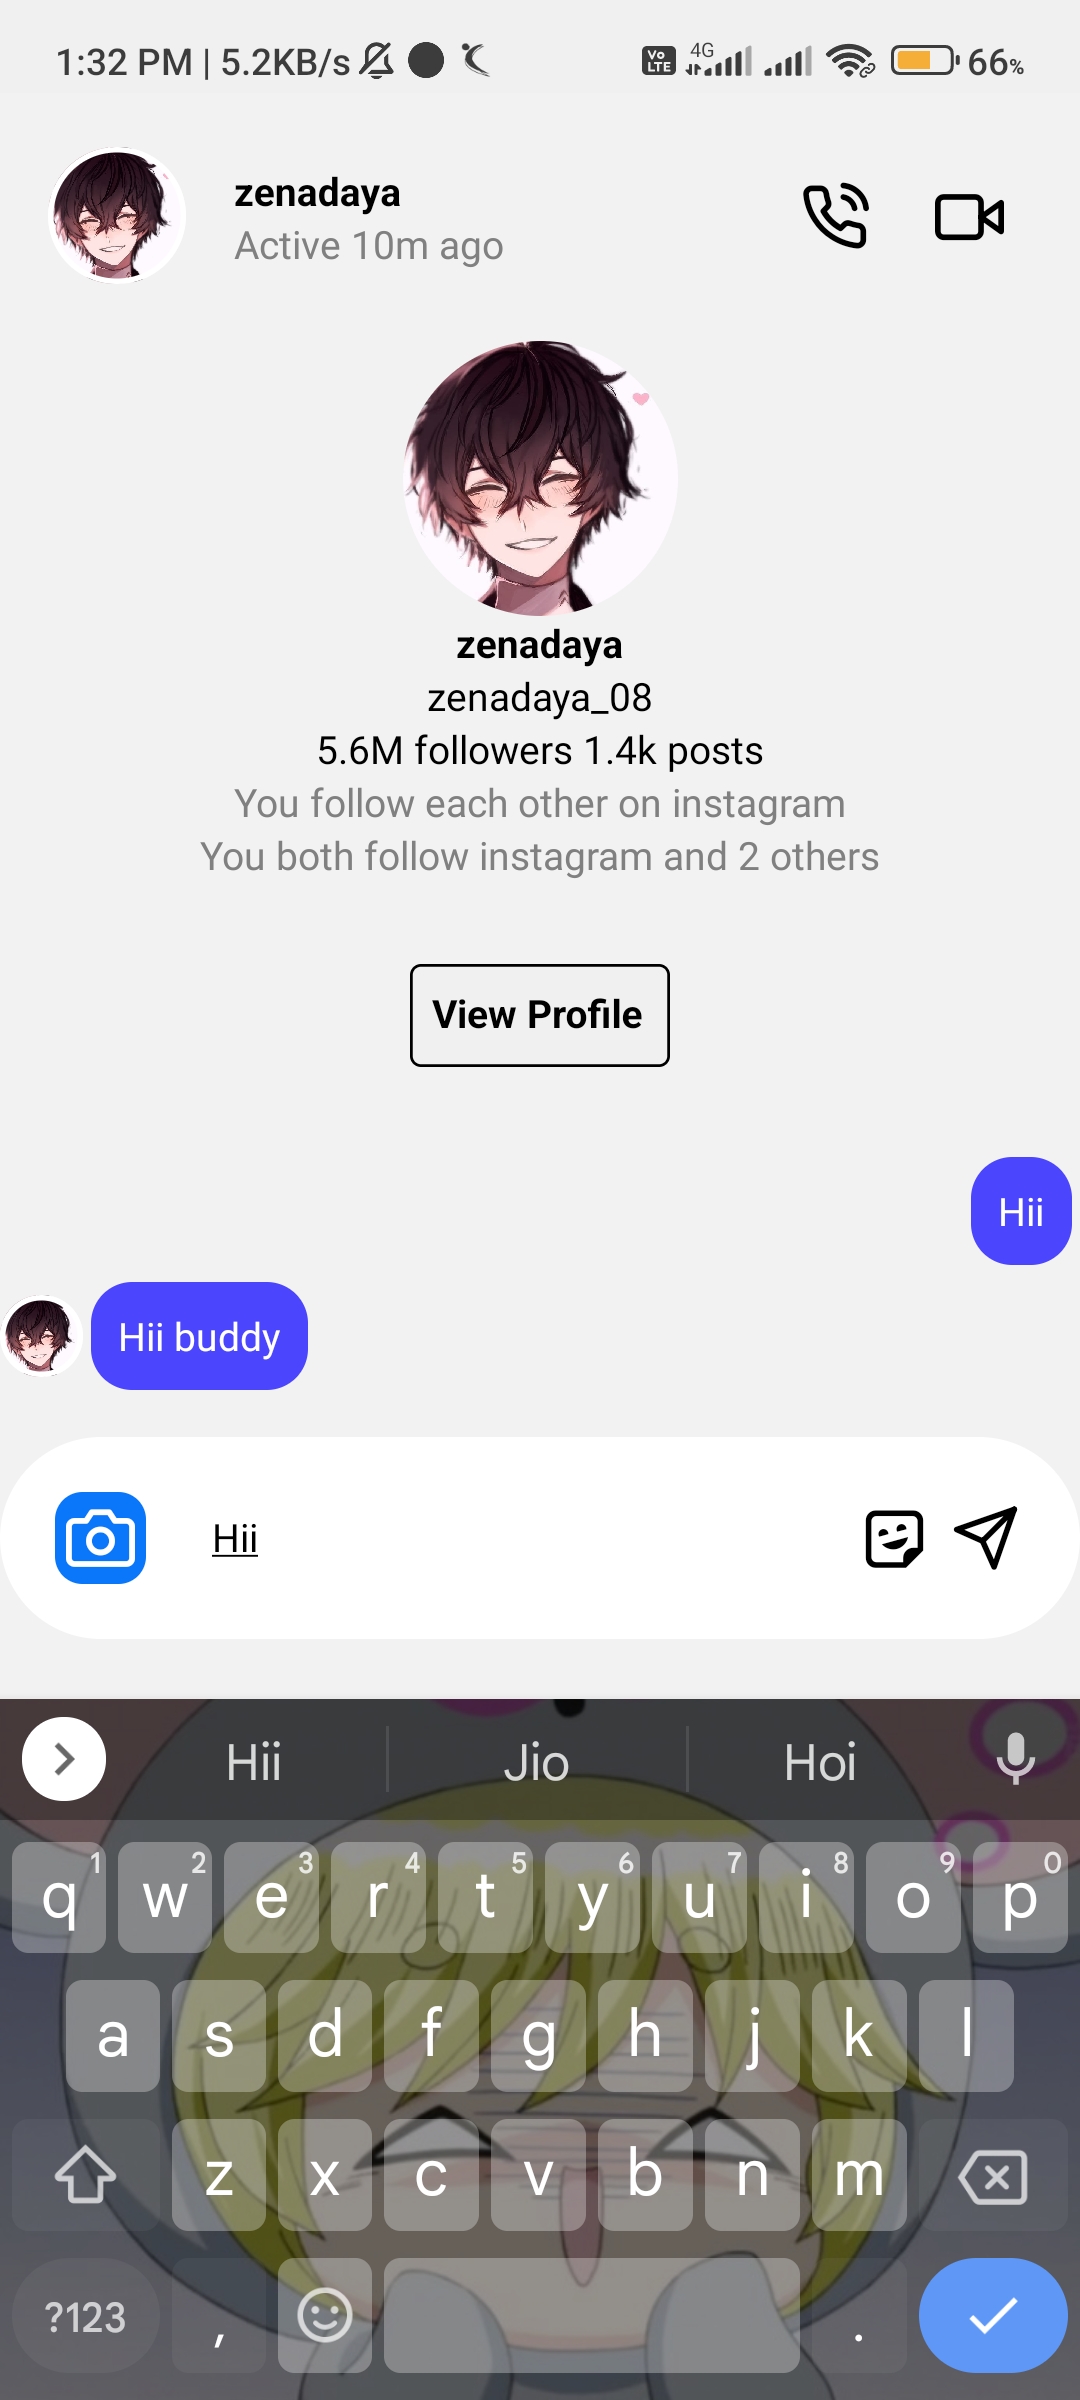 1:32 PM | 5.2KB/s Vo LTE 4G 66%
zenadaya
Active 10m ago
zenadaya
zenadaya_08
5.6M followers 1.4k posts
You follow each other on instagram
You both follow instagram and 2 others
View Profile
Hii
Hii buddy
Hii
Hii Jio Hoi
1 2 3 4 5 6 7 8 9 0
q w e r t y u i o p
a s d f g h j k l
z x c v b n m
?123 , .